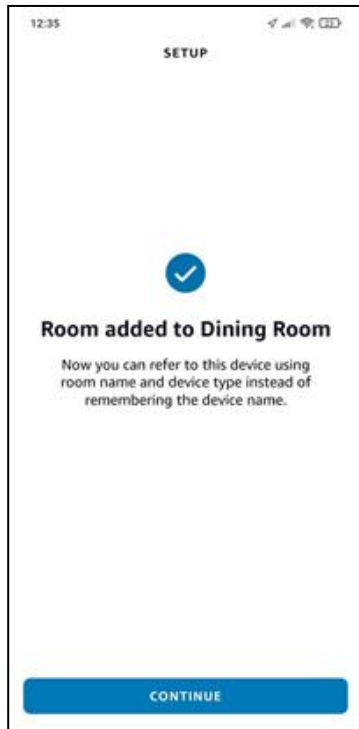 12:35
SETUP
Room added to Dining Room
Now you can refer to this device using
room name and device type instead of
remembering the device name.
CONTINUE